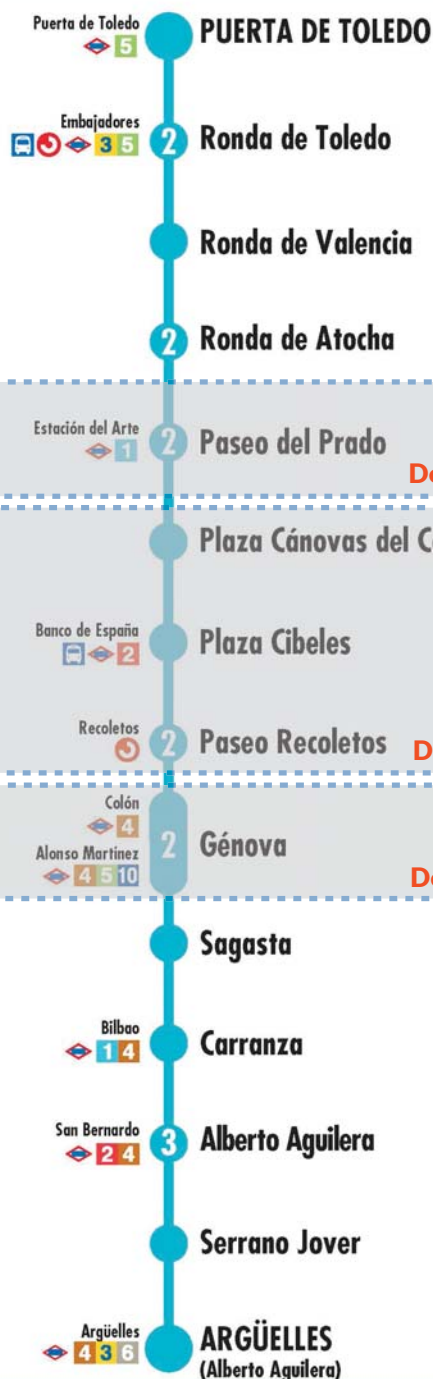 Puerta de Toledo
5
PUERTA DE TOLEDO
Embajadores
3 5
2
Ronda de Toledo
Ronda de Valencia
2
Ronda de Atocha
Estación del Arte
1
2
Paseo del Prado
Plaza Cánovas del
Banco de España
2
Plaza Cibeles
Recoletos
2
Paseo Recoletos
Colón
4
Alonso Martinez
4 5 10
2
Génova
Sagasta
Bilbao
1 4
Carranza
San Bernardo
2 4
3
Alberto Aguilera
Serrano Jover
Argüelles
4 3 6
ARGÜELLES
(Alberto Aguilera)